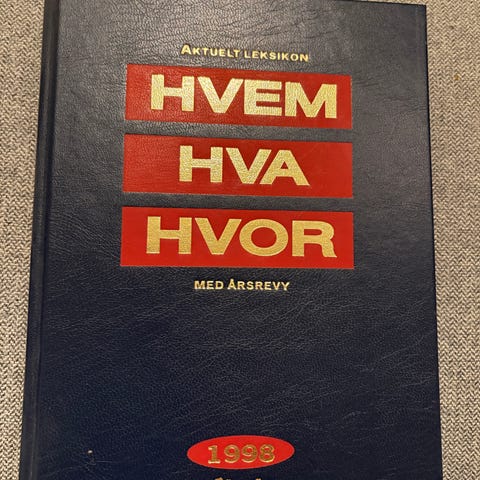 AKTUELT LEKSIKON
HVEM
HVA
HVOR
MED ÅRSREVY
1998